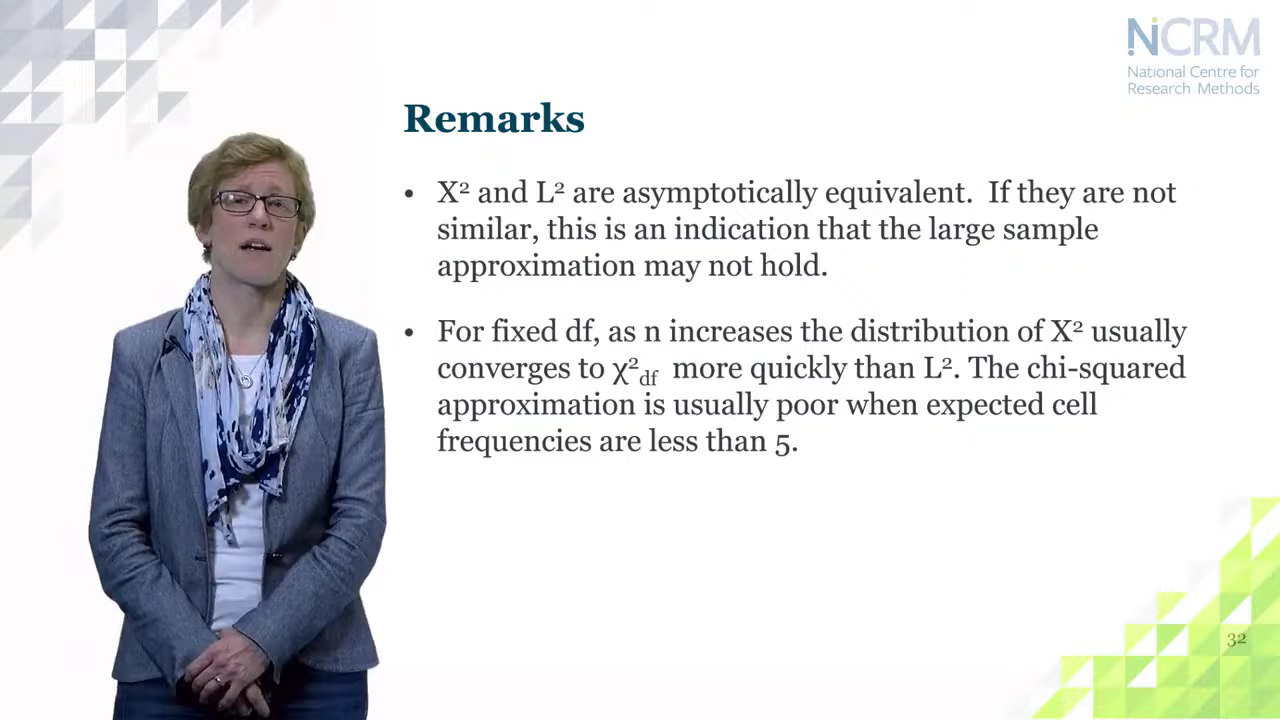 NCRM
National Centre for
Research Methods
Remarks
• X² and L² are asymptotically equivalent.  If they are not
similar, this is an indication that the large sample
approximation may not hold.
• For fixed df, as n increases the distribution of X² usually
converges to χ²df  more quickly than L². The chi-squared
approximation is usually poor when expected cell
frequencies are less than 5.
32